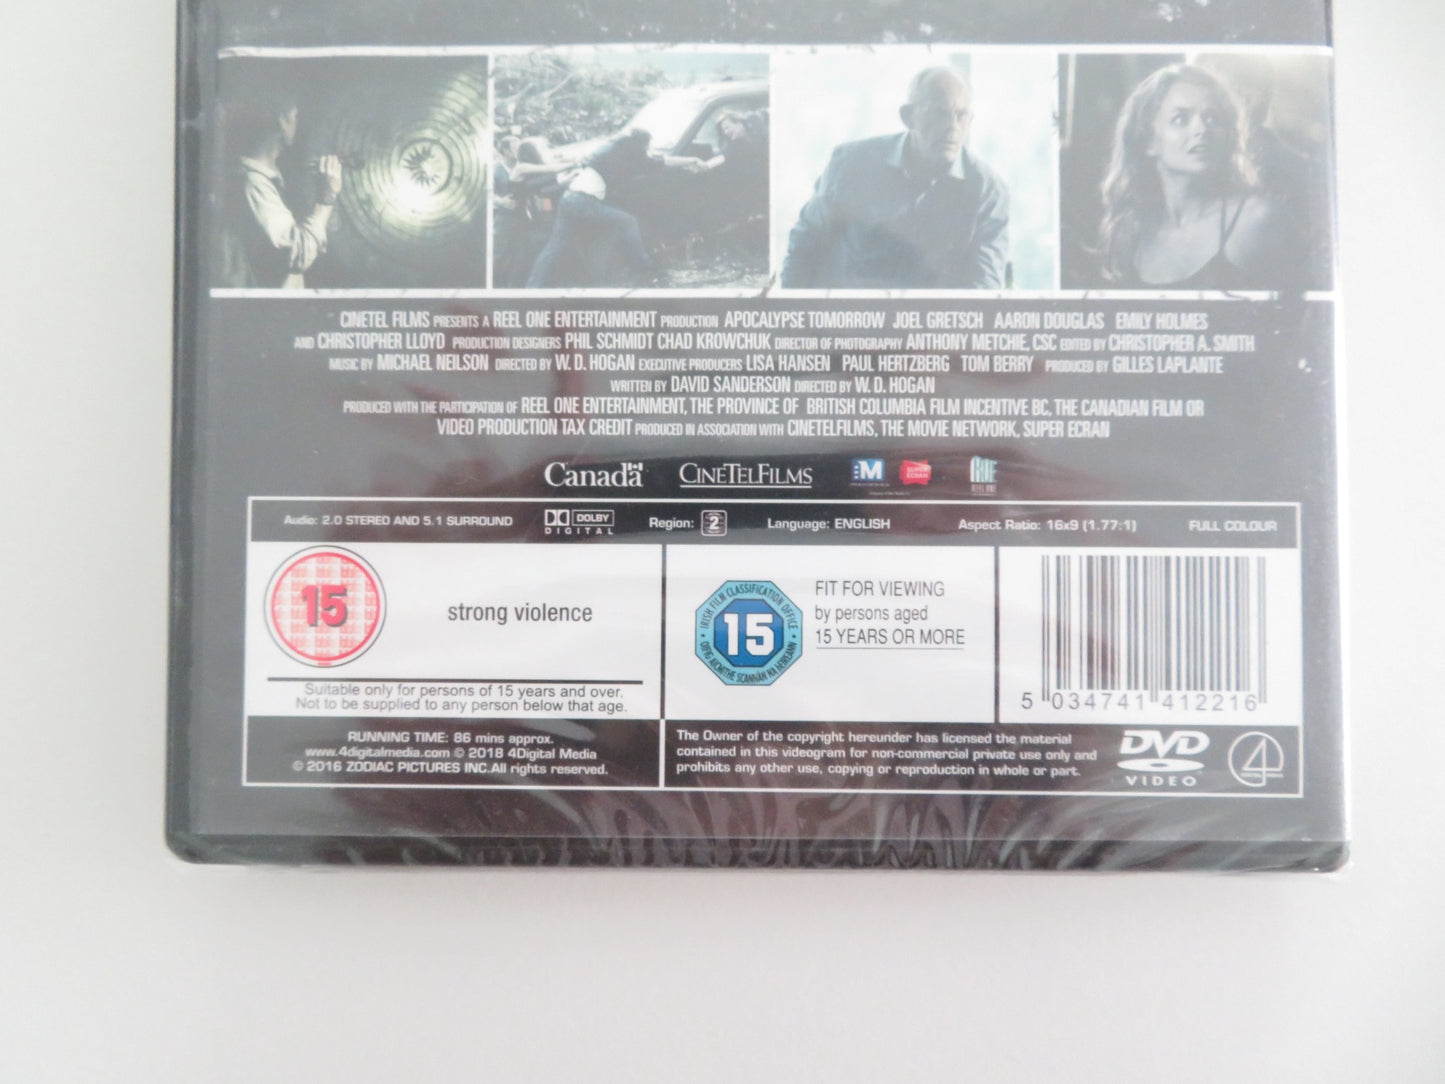 CINETEL FILMS PRESENTS A REEL ONE ENTERTAINMENT PRODUCTION APOCALYPSE TOMORROW JOEL GRETSCH AARON DOUGLAS EMILY HOLMES
AND CHRISTOPHER LLOYD PRODUCTION DESIGNERS PHIL SCHMIDT CHAD KROWCHUK DIRECTOR OF PHOTOGRAPHY ANTHONY METCHIE, CSC EDITED BY CHRISTOPHER A. SMITH
MUSIC BY MICHAEL NEILSON DIRECTED BY W. D. HOGAN EXECUTIVE PRODUCERS LISA HANSEN PAUL HERTZBERG TOM BERRY PRODUCED BY GILLES LAPLANTE
WRITTEN BY DAVID SANDERSON DIRECTED BY W. D. HOGAN
PRODUCED WITH THE PARTICIPATION OF REEL ONE ENTERTAINMENT, THE PROVINCE OF BRITISH COLUMBIA FILM INCENTIVE BC, THE CANADIAN FILM OR
VIDEO PRODUCTION TAX CREDIT PRODUCED IN ASSOCIATION WITH CINETELFILMS, THE MOVIE NETWORK, SUPER ECRAN
Canada CINETELFILMS M SUPER ECRAN REEL ONE
Audio: 2.0 STEREO AND 5.1 SURROUND DOLBY DIGITAL Region: 2 Language: ENGLISH Aspect Ratio: 16x9 (1.77:1) FULL COLOUR
15
strong violence
Suitable only for persons of 15 years and over.
Not to be supplied to any person below that age.
IRISH FILM CLASSIFICATION OFFICE
15
OIFIG AICMITHE SCANNÁN NA hÉIREANN
FIT FOR VIEWING
by persons aged
15 YEARS OR MORE
5 034741 412216
RUNNING TIME: 86 mins approx.
www.4digitalmedia.com © 2018 4Digital Media
© 2016 ZODIAC PICTURES INC.All rights reserved.
The Owner of the copyright hereunder has licensed the material
contained in this videogram for non-commercial private use only and
prohibits any other use, copying or reproduction in whole or part.
DVD
VIDEO
4